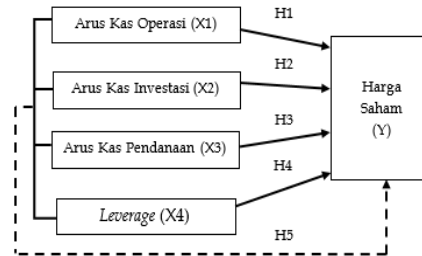 H1
Arus Kas Operasi (X1)
H2
Arus Kas Investasi (X2)
Harga
Saham
(Y)
H3
Arus Kas Pendanaan (X3)
H4
Leverage (X4)
H5